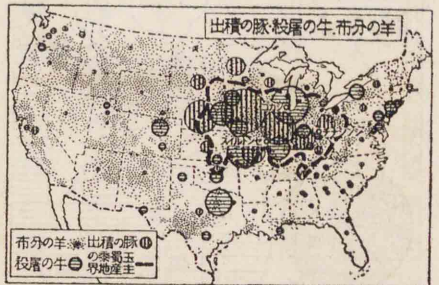 出積の豚・殺屠の牛.布分の羊
布分の羊
出積の豚
殺屠の牛
の黍蜀玉
界地産主